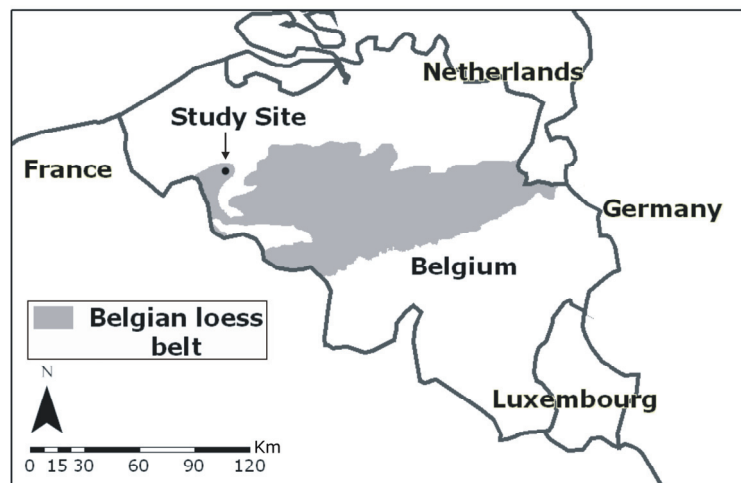 Netherlands
Study Site
France
Germany
Belgium
Belgian loess
belt
N
Luxembourg
Km
0 15 30 60 90 120